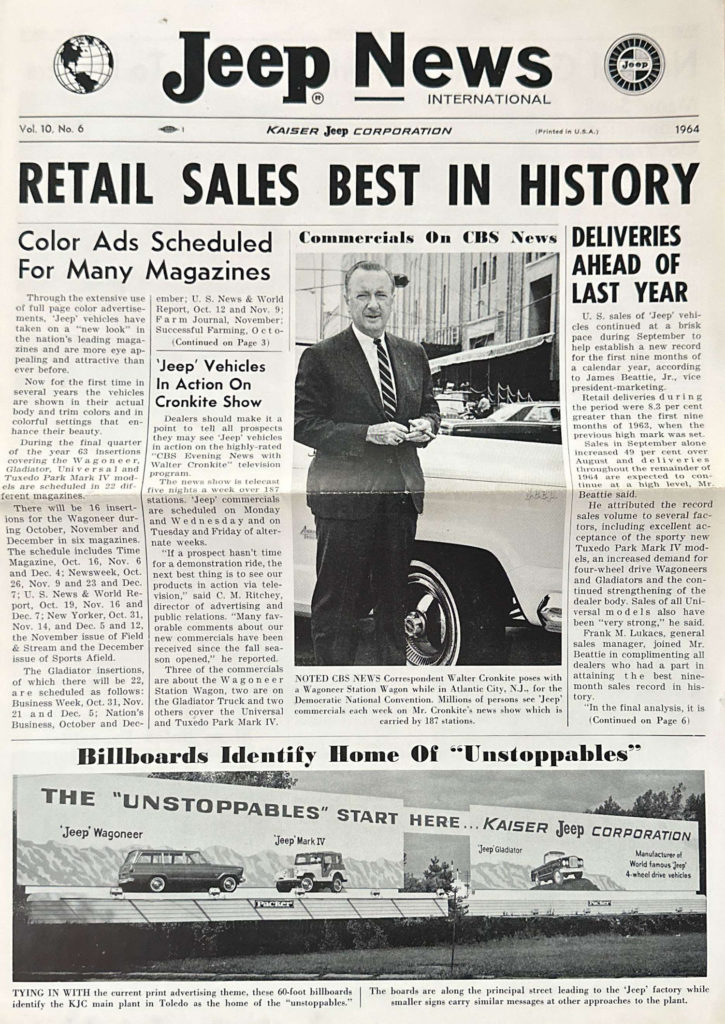 Jeep News
®
INTERNATIONAL
Jeep
Vol. 10, No. 6
1
KAISER Jeep CORPORATION
(Printed in U.S.A.)
1964
RETAIL SALES BEST IN HISTORY
Color Ads Scheduled
For Many Magazines
Through the extensive use
of full page color advertise-
ments, 'Jeep' vehicles have
taken on a "new look" in
the nation's leading maga-
zines and are more eye ap-
pealing and attractive than
ever before.
Now for the first time in
several years the vehicles
are shown in their actual
body and trim colors and in
colorful settings that en-
hance their beauty.
During the final quarter
of the year 63 insertions
covering the Wagoneer,
Gladiator, Universal and
Tuxedo Park Mark IV mod-
els are scheduled in 22 dif-
ferent magazines.
There will be 16 insert-
ions for the Wagoneer dur-
ing October, November and
December in six magazines.
The schedule includes Time
Magazine, Oct. 16, Nov. 6
and Dec. 4; Newsweek, Oct.
26, Nov. 9 and 23 and Dec.
7; U. S. News & World Re-
port, Oct. 19, Nov. 16 and
Dec. 7; New Yorker, Oct. 31,
Nov. 14, and Dec. 5 and 12,
the November issue of Field
& Stream and the December
issue of Sports Afield.
The Gladiator insertions,
of which there will be 22,
are scheduled as follows:
Business Week, Oct. 31, Nov.
21 and Dec. 5; Nation's
Business, October and Dec-
ember; U. S. News & World
Report, Oct. 12 and Nov. 9;
Farm Journal, November;
Successful Farming, Octo-
(Continued on Page 3)
'Jeep' Vehicles
In Action On
Cronkite Show
Dealers should make it a
point to tell all prospects
they may see 'Jeep' vehicles
in action on the highly-rated
"CBS Evening News with
Walter Cronkite" television
program.
The news show is telecast
five nights a week over 187
stations. 'Jeep' commercials
are scheduled on Monday
and Wednesday and on
Tuesday and Friday of alter-
nate weeks.
"If a prospect hasn't time
for a demonstration ride, the
next best thing is to see our
products in action via tele-
vision," said C. M. Ritchey,
director of advertising and
public relations. "Many fav-
orable comments about our
new commercials have been
received since the fall sea-
son opened," he reported.
Three of the commercials
are about the Wagoneer
Station Wagon, two are on
the Gladiator Truck and two
others cover the Universal
and Tuxedo Park Mark IV.
Commercials On CBS News
NOTED CBS NEWS Correspondent Walter Cronkite poses with
a Wagoneer Station Wagon while in Atlantic City, N.J., for the
Democratic National Convention. Millions of persons see 'Jeep'
commercials each week on Mr. Cronkite's news show which is
carried by 187 stations.
DELIVERIES
AHEAD OF
LAST YEAR
U. S. sales of 'Jeep' vehi-
cles continued at a brisk
pace during September to
help establish a new record
for the first nine months of
a calendar year, according
to James Beattie, Jr., vice
president-marketing.
Retail deliveries during
the period were 8.3 per cent
greater than the first nine
months of 1963, when the
previous high mark was set.
Sales in September alone
increased 49 per cent over
August and deliveries
throughout the remainder of
1964 are expected to con-
tinue at a high level, Mr.
Beattie said.
He attributed the record
sales volume to several fac-
tors, including excellent ac-
ceptance of the sporty new
Tuxedo Park Mark IV mod-
els, an increased demand for
four-wheel drive Wagoneers
and Gladiators and the con-
tinued strengthening of the
dealer body. Sales of all Uni-
versal models also have
been "very strong," he said.
Frank M. Lukacs, general
sales manager, joined Mr.
Beattie in complimenting all
dealers who had a part in
attaining the best nine-
month sales record in his-
tory.
"In the final analysis, it is
(Continued on Page 6)
Billboards Identify Home Of "Unstoppables"
THE "UNSTOPPABLES" START HERE... KAISER Jeep CORPORATION
'Jeep' Wagoneer
'Jeep' Mark IV
'Jeep' Gladiator
Manufacturer of
World famous 'Jeep'
4-wheel drive vehicles
Packer
Packer
TYING IN WITH the current print advertising theme, these 60-foot billboards
identify the KJC main plant in Toledo as the home of the "unstoppables."
The boards are along the principal street leading to the 'Jeep' factory while
smaller signs carry similar messages at other approaches to the plant.